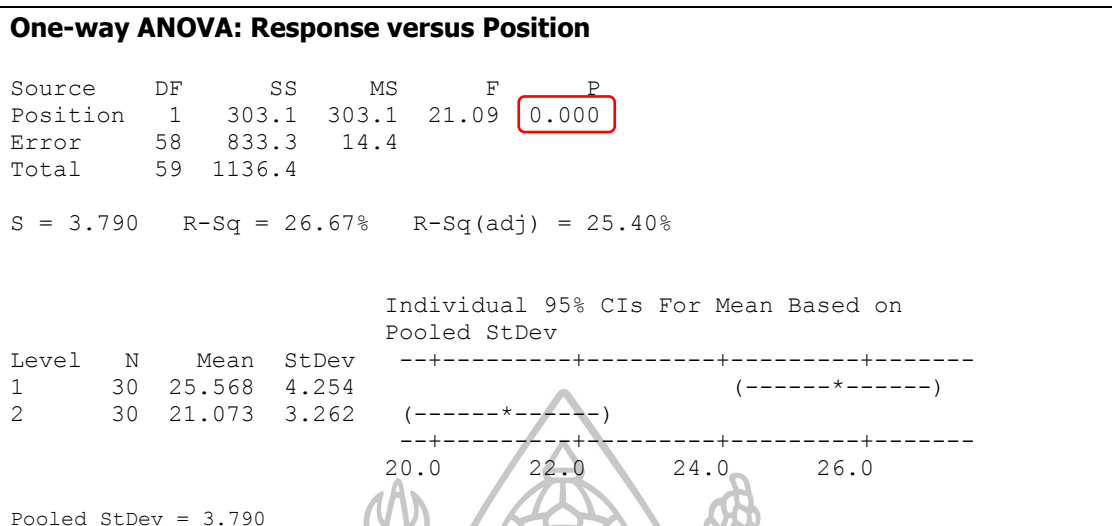 One-way ANOVA: Response versus Position
Source    DF      SS     MS      F      P
Position   1   303.1  303.1  21.09  0.000
Error     58   833.3   14.4
Total     59  1136.4
S = 3.790   R-Sq = 26.67%   R-Sq(adj) = 25.40%
Individual 95% CIs For Mean Based on
Pooled StDev
Level   N    Mean  StDev   --+---------+---------+---------+-------
1      30  25.568  4.254                          (------*------)
2      30  21.073  3.262   (------*------)
--+---------+---------+---------+-------
20.0      22.0      24.0      26.0
Pooled StDev = 3.790